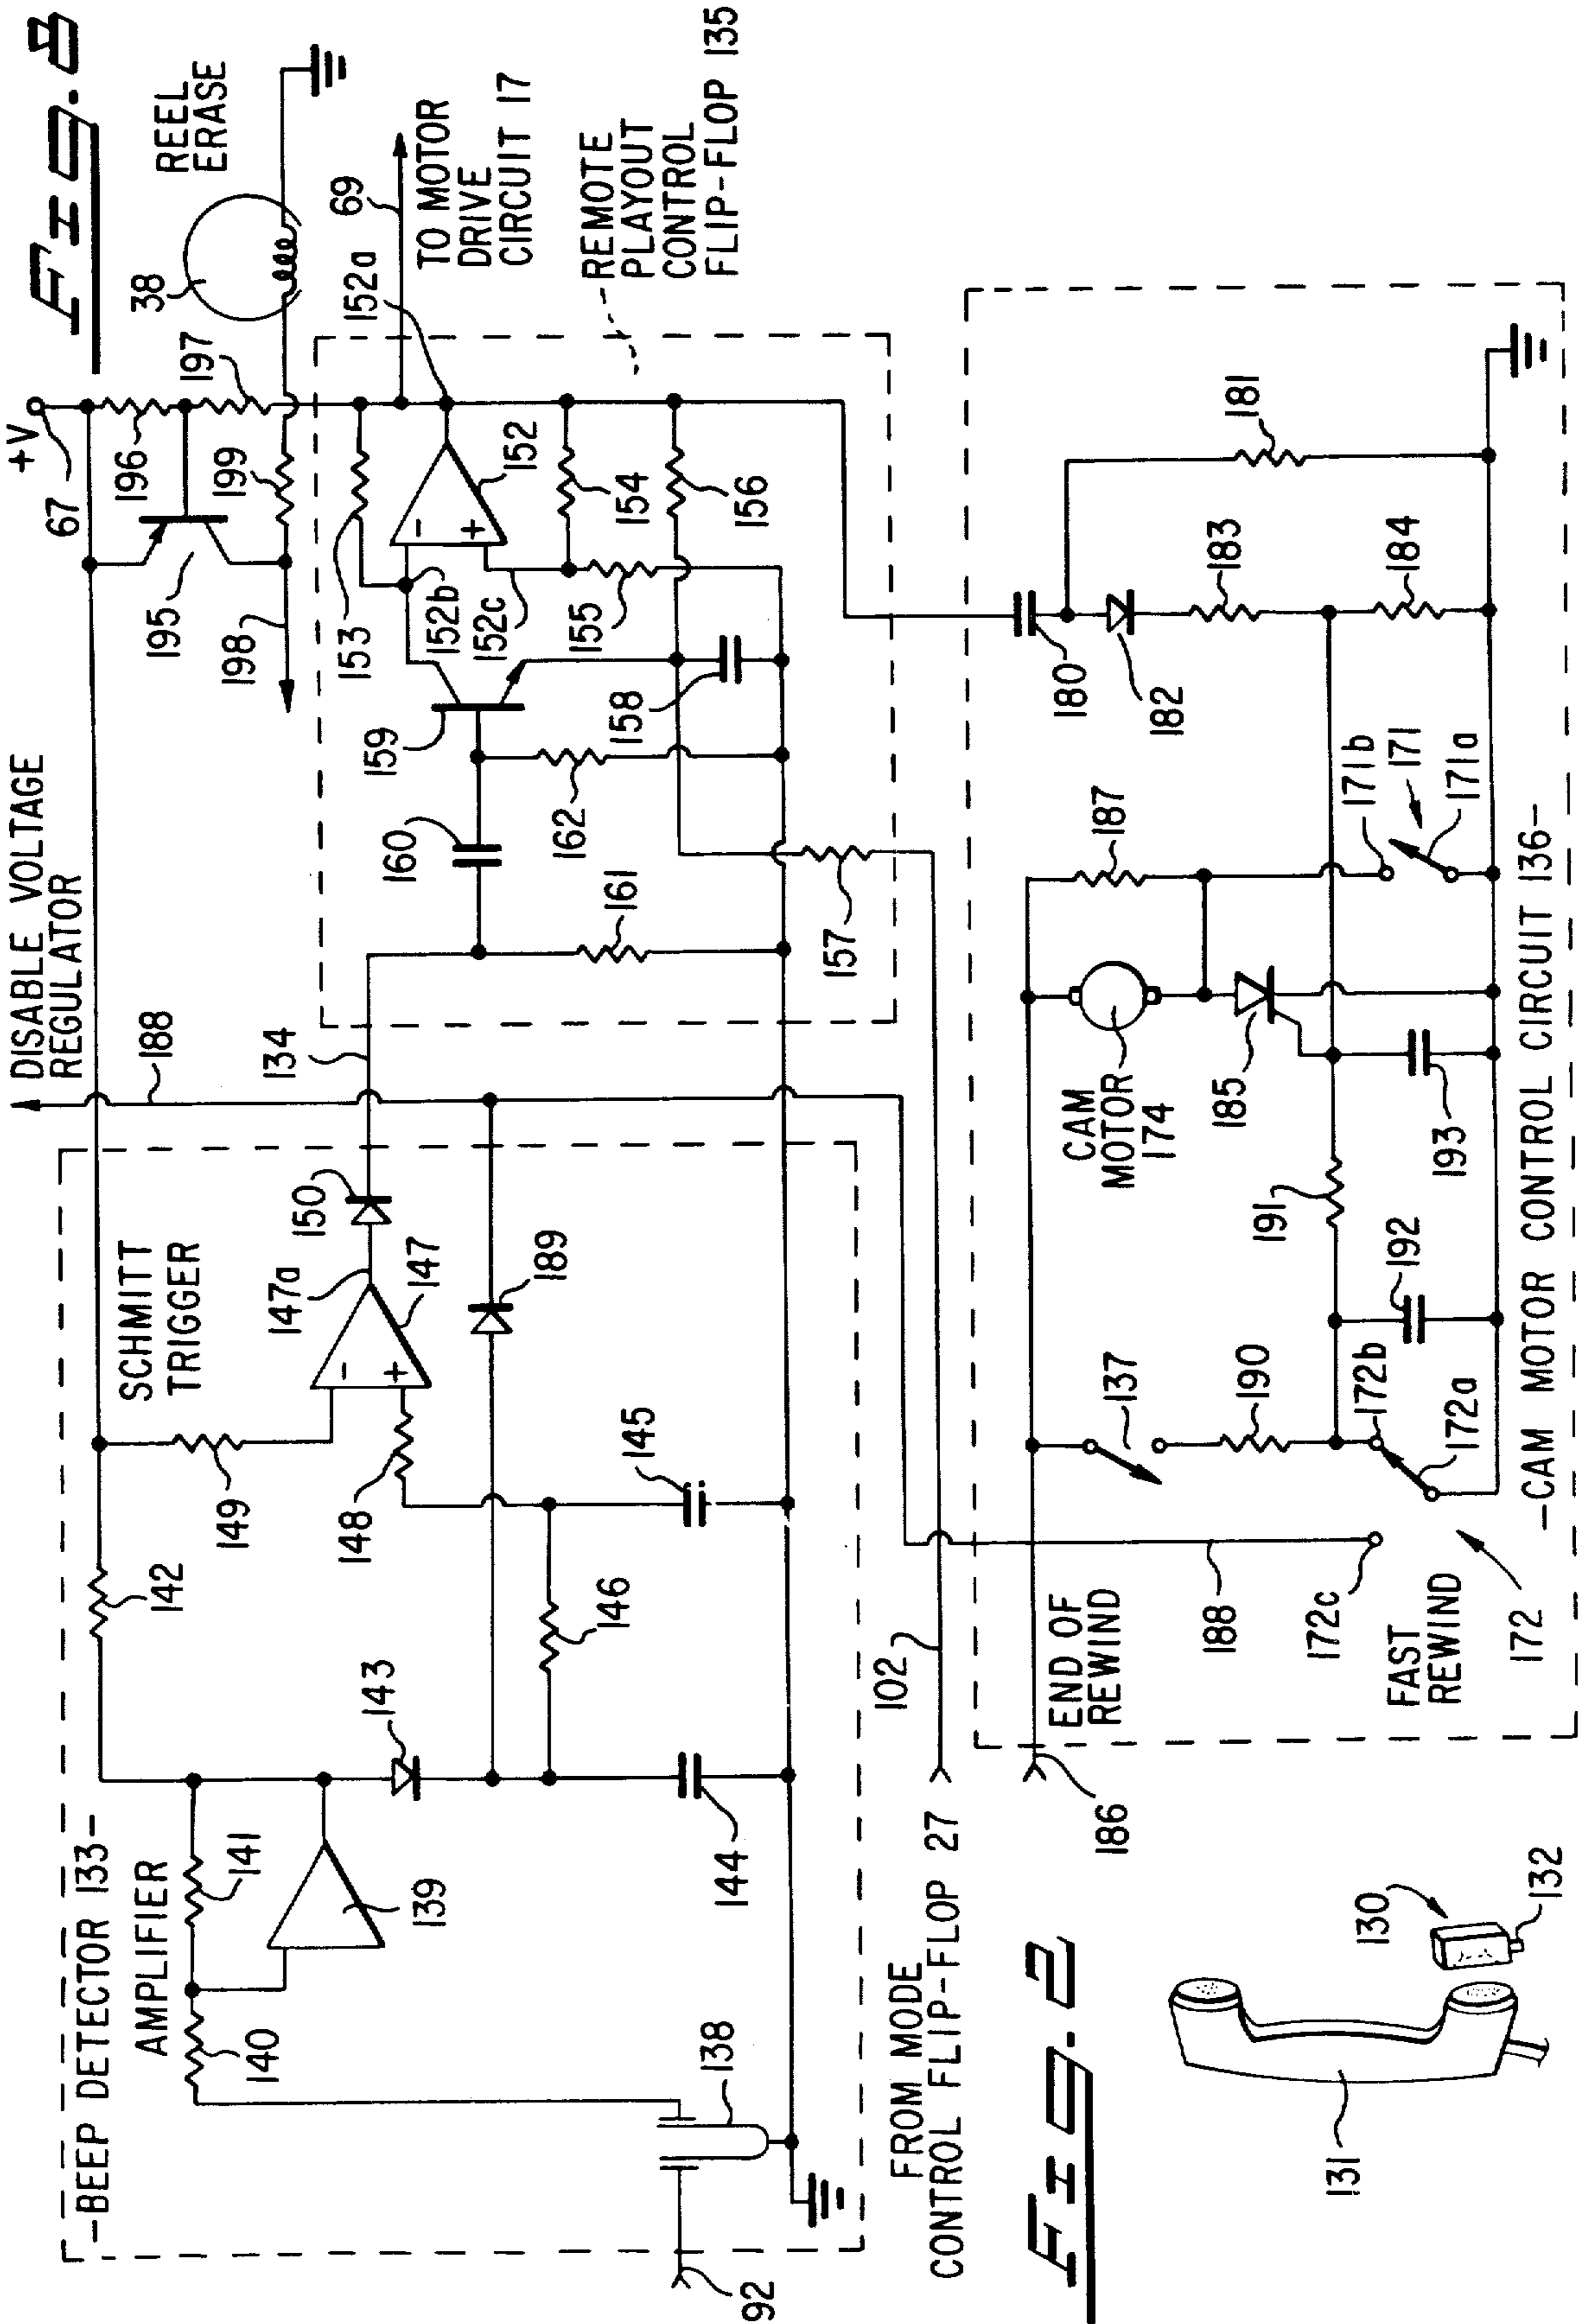 Fig. 8
+V
67
196
197
195
199
198
38
REEL
ERASE
DISABLE VOLTAGE
REGULATOR
188
-BEEP DETECTOR 133-
AMPLIFIER
140
141
139
142
143
144
145
146
149
148
SCHMITT
TRIGGER
147a
147
150
189
138
92
134
160
161
159
162
158
157
153
152b
152c
152
152a
154
155
156
69
TO MOTOR
DRIVE
CIRCUIT 17
REMOTE
PLAYOUT
CONTROL
FLIP-FLOP 135
FROM MODE
CONTROL FLIP-FLOP 27
102
186
END OF
REWIND
188
137
190
172b
172a
172c
FAST
REWIND
172
192
191
193
CAM
MOTOR
174
185
187
171b
171
171a
180
182
183
184
181
-CAM MOTOR CONTROL CIRCUIT 136-
Fig. 2
131
130
132